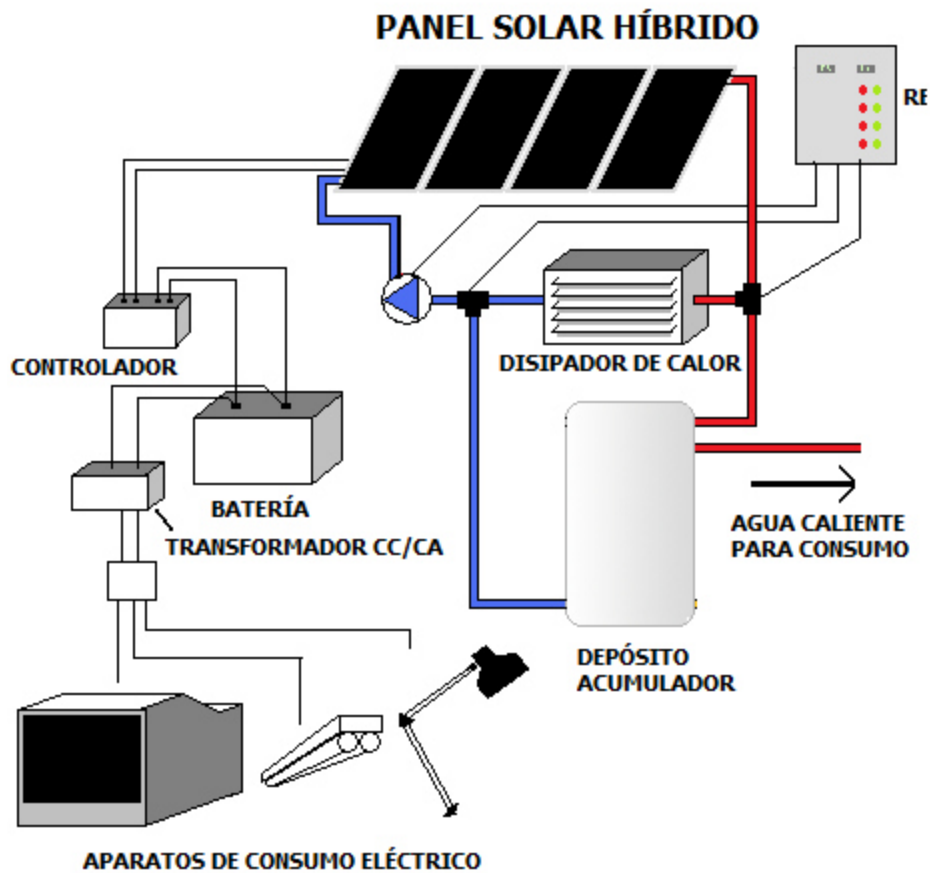 PANEL SOLAR HÍBRIDO
RE
CONTROLADOR
DISIPADOR DE CALOR
BATERÍA
TRANSFORMADOR CC/CA
AGUA CALIENTE
PARA CONSUMO
DEPÓSITO
ACUMULADOR
APARATOS DE CONSUMO ELÉCTRICO